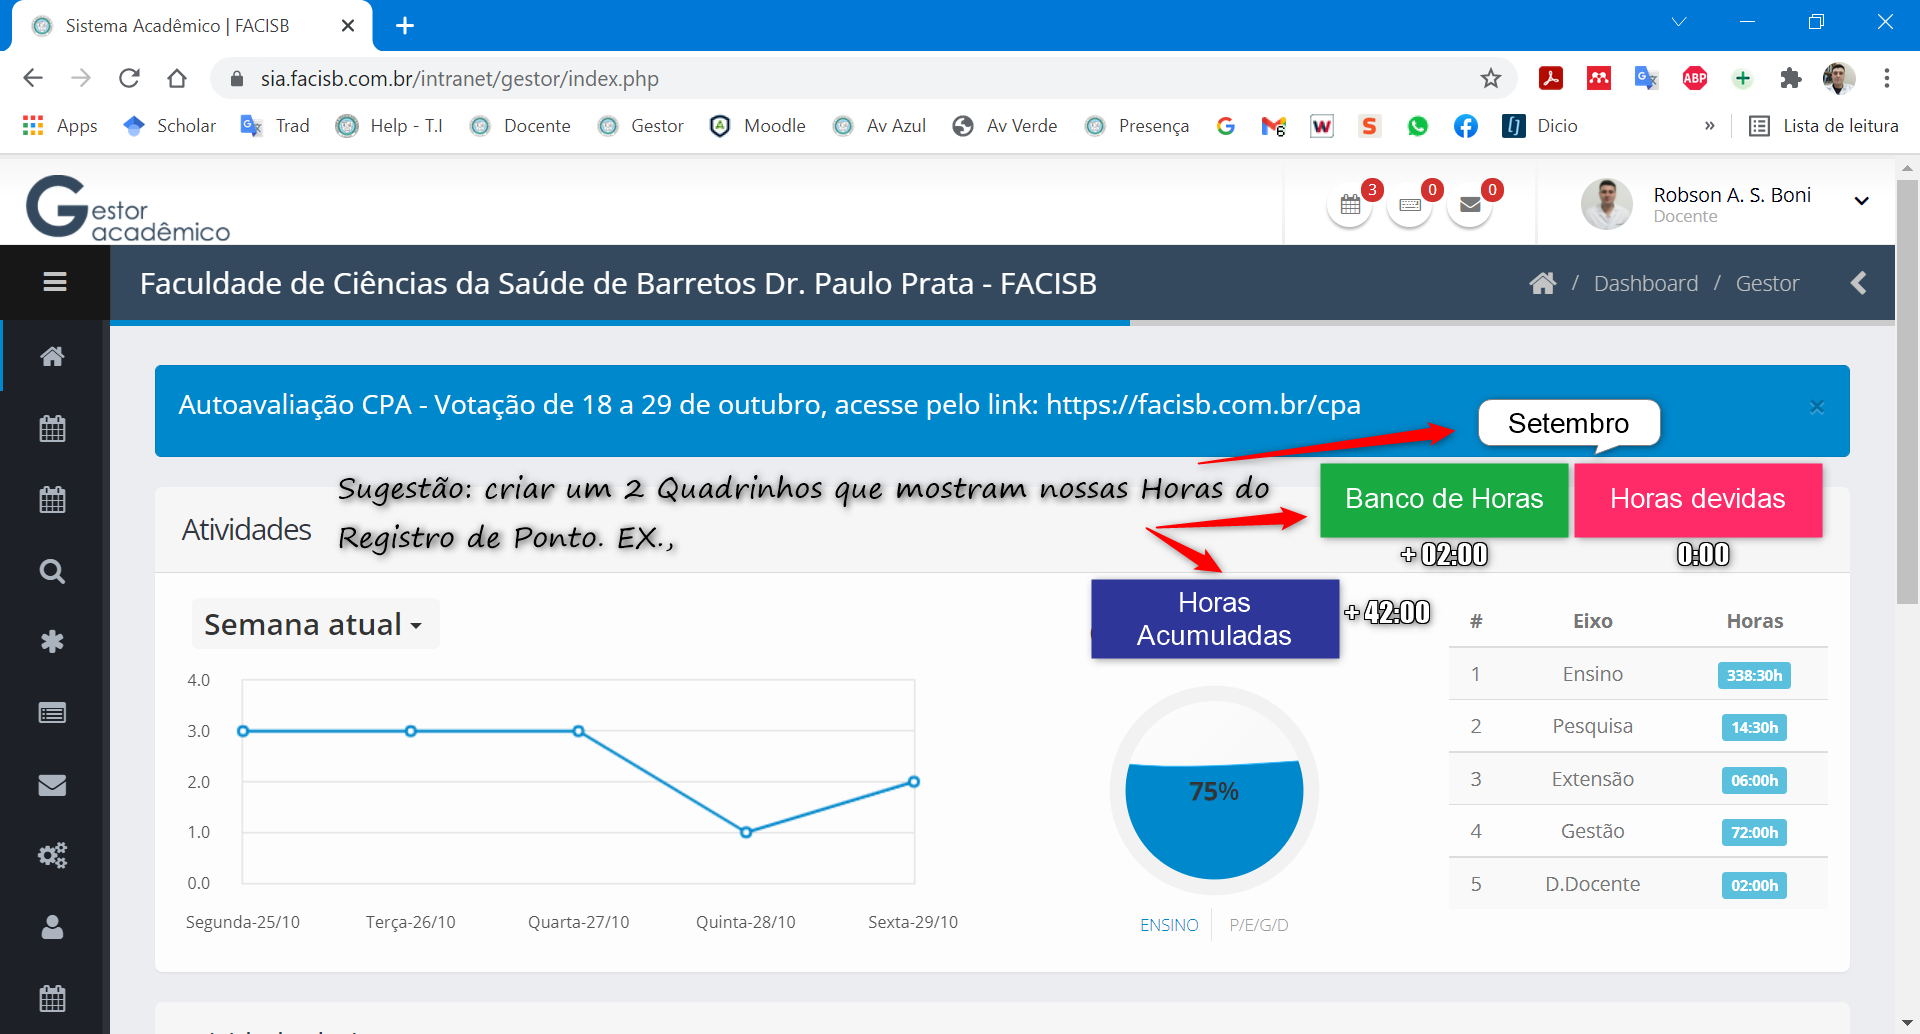 Sistema Acadêmico | FACISB
sia.facisb.com.br/intranet/gestor/index.php
ABP
Apps
Scholar
Trad
Help - T.I
Docente
Gestor
Moodle
Av Azul
Av Verde
Presença
Dicio
»
Lista de leitura
Gestor
acadêmico
3
0
0
Robson A. S. Boni
Docente
Faculdade de Ciências da Saúde de Barretos Dr. Paulo Prata - FACISB
/ Dashboard / Gestor
Autoavaliação CPA - Votação de 18 a 29 de outubro, acesse pelo link: https://facisb.com.br/cpa
×
Setembro
Sugestão: criar um 2 Quadrinhos que mostram nossas Horas do
Registro de Ponto. EX.,
Banco de Horas
Horas devidas
+ 02:00
0:00
Atividades
Horas
Acumuladas
+ 42:00
Semana atual
4.0
3.0
2.0
1.0
0.0
Segunda-25/10
Terça-26/10
Quarta-27/10
Quinta-28/10
Sexta-29/10
75%
ENSINO
P/E/G/D
# Eixo Horas
1 Ensino 338:30h
2 Pesquisa 14:30h
3 Extensão 06:00h
4 Gestão 72:00h
5 D.Docente 02:00h